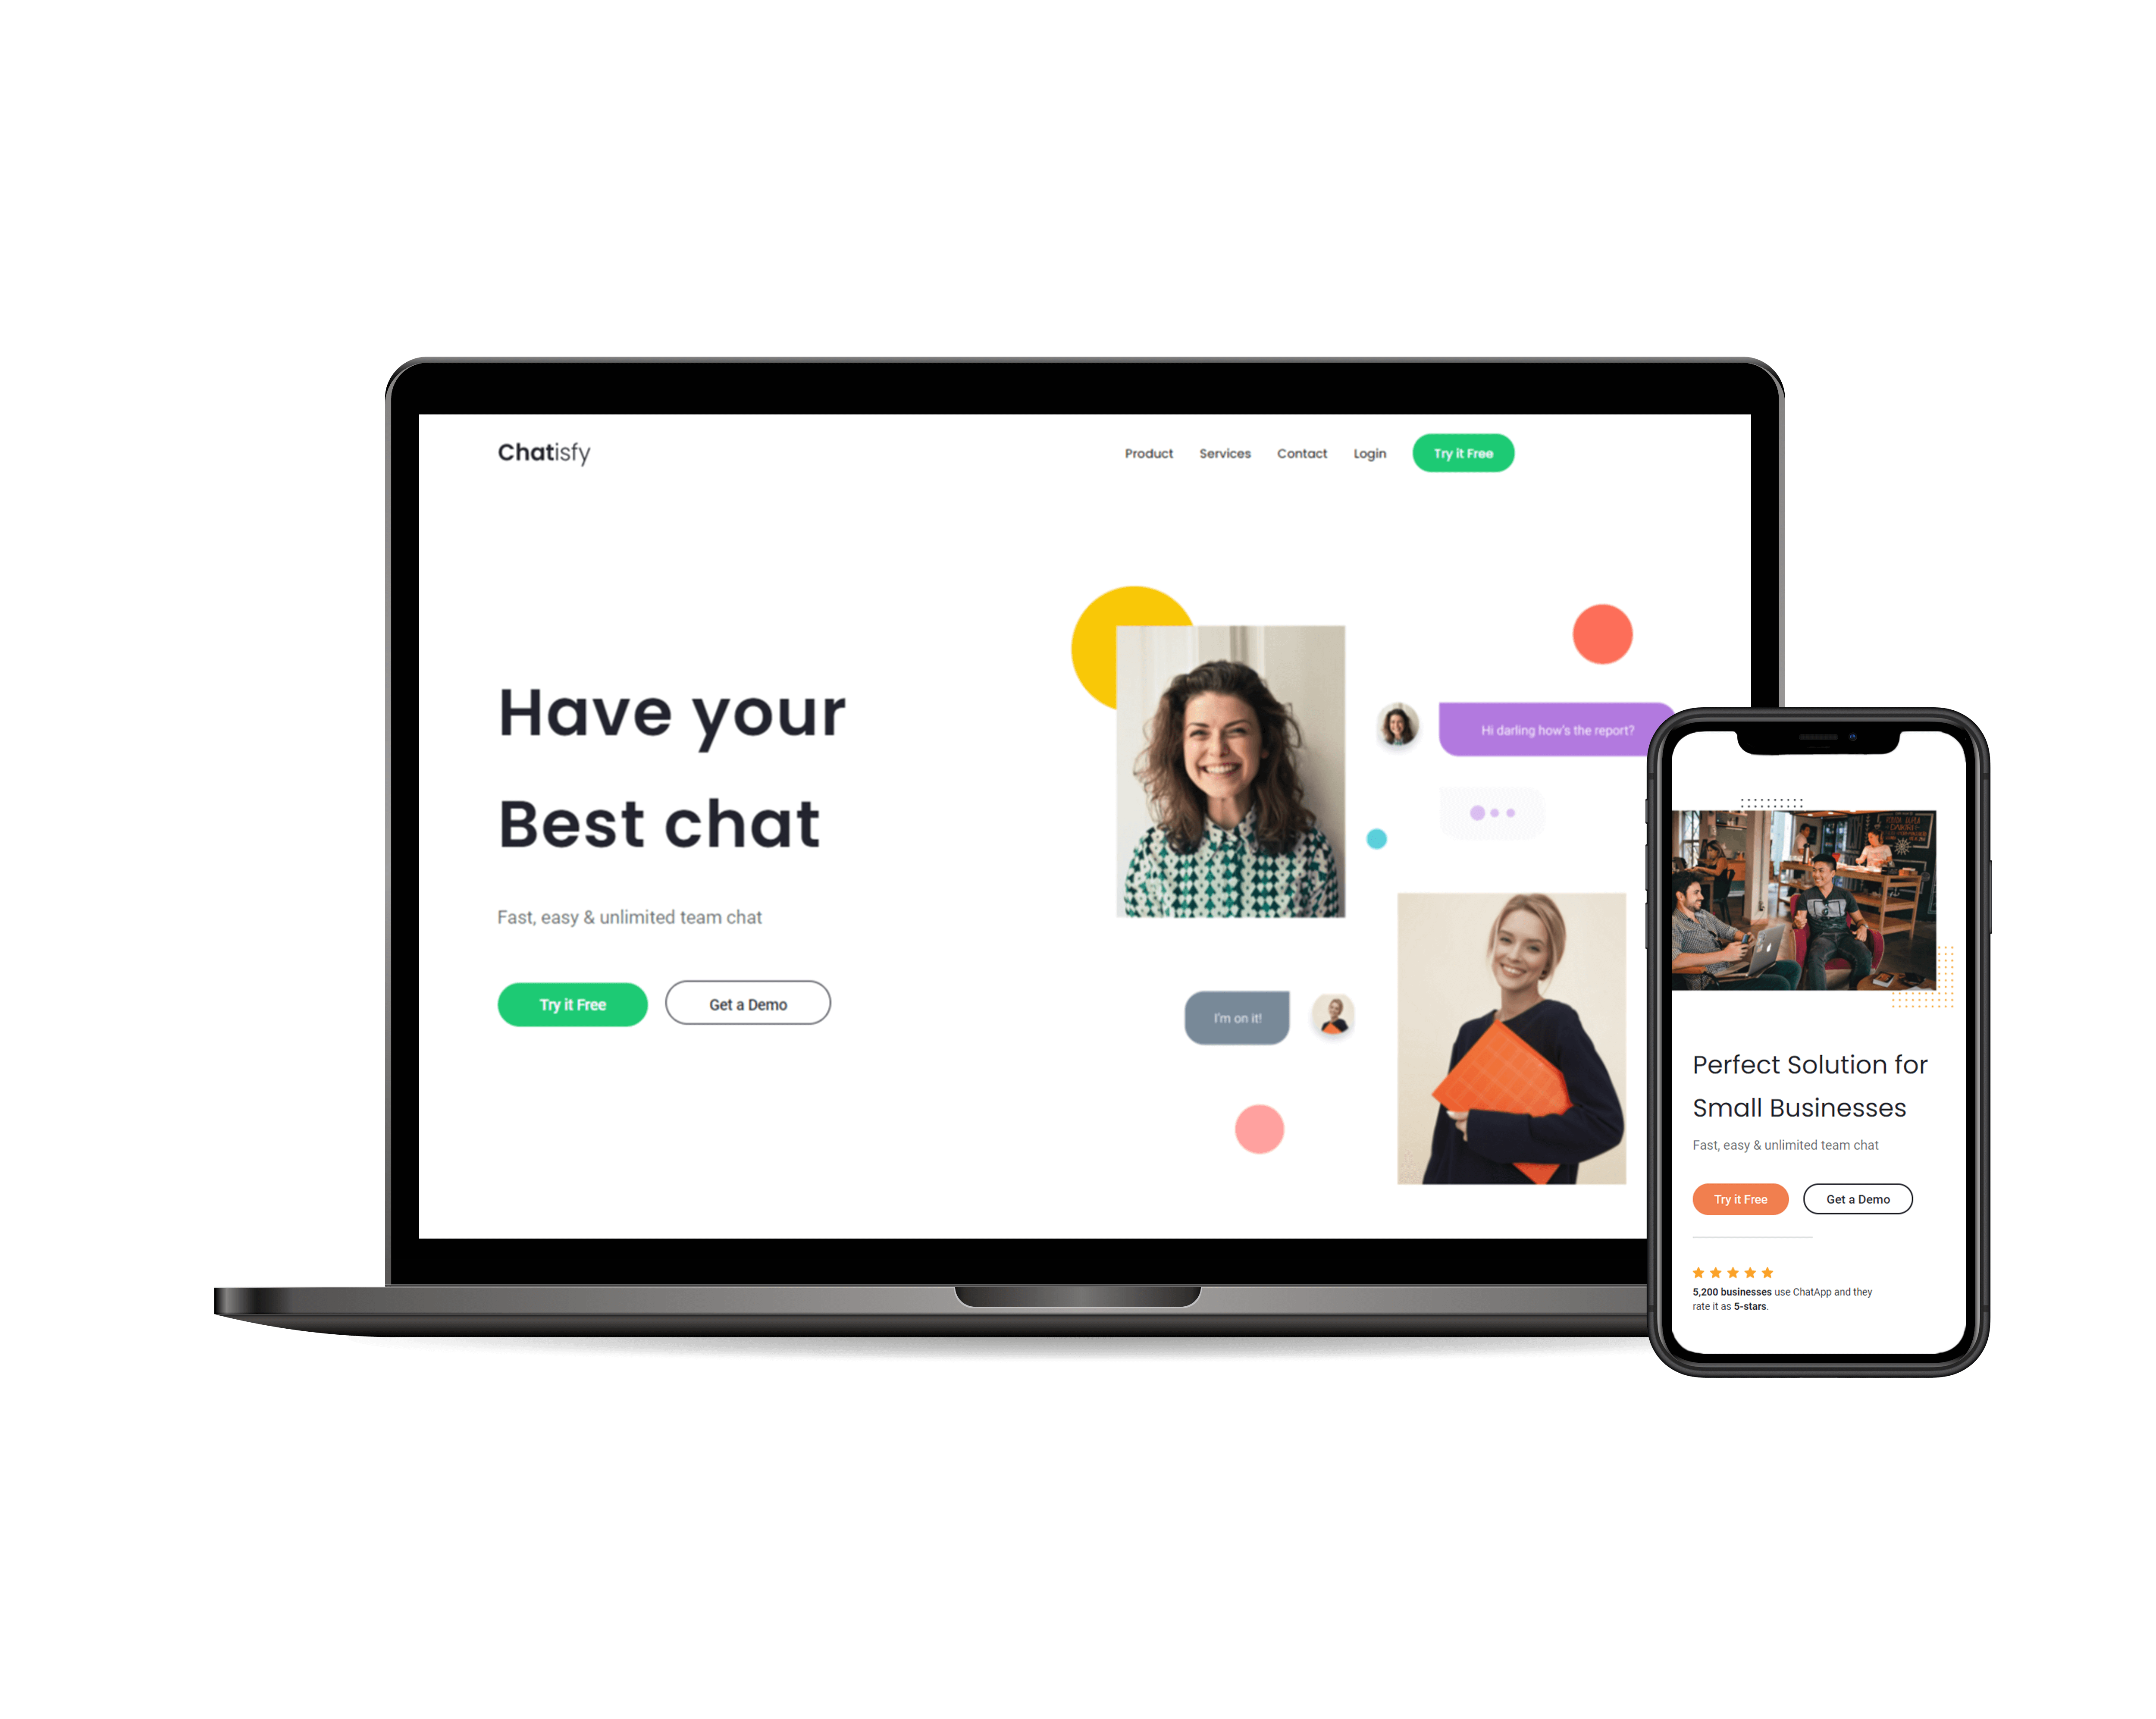 Chatisfy
Product Services Contact Login Try it Free
Have your
Best chat
Fast, easy & unlimited team chat
Try it Free Get a Demo
Hi darling how's the report?
I'm on it!
Perfect Solution for
Small Businesses
Fast, easy & unlimited team chat
Try it Free Get a Demo
5,200 businesses use ChatApp and they
rate it as 5-stars.